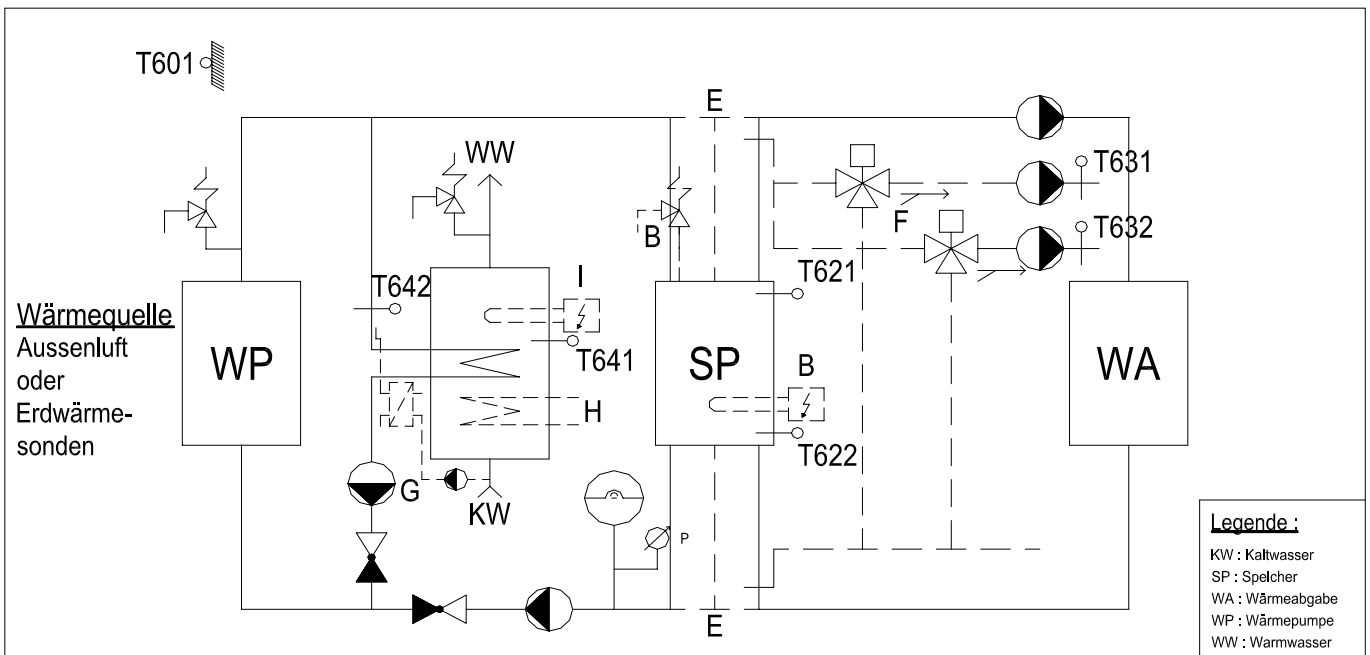 T601
E
WW
T631
F
B
T632
I
T621
T642
Wärmequelle
Aussenluft
oder
Erdwärme-
sonden
WP
T641
SP
B
WA
H
T622
G
KW
P
E
Legende :
KW : Kaltwasser
SP : Speicher
WA : Wärmeabgabe
WP : Wärmepumpe
WW : Warmwasser